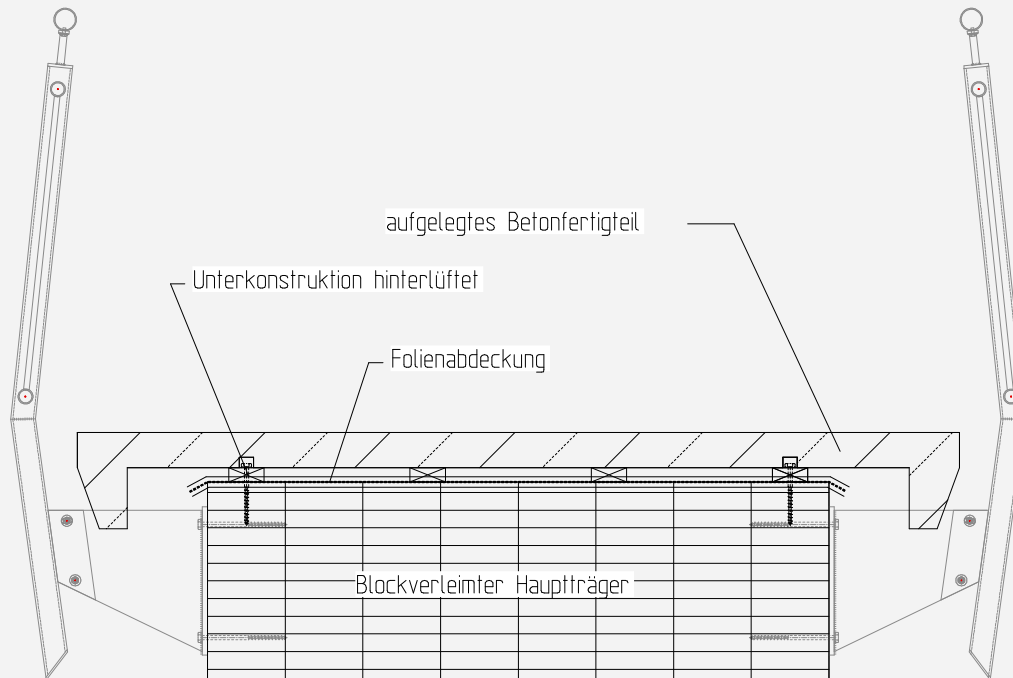 aufgelegtes Betonfertigteil
Unterkonstruktion hinterlüftet
Folienabdeckung
Blockverleimter Hauptträger